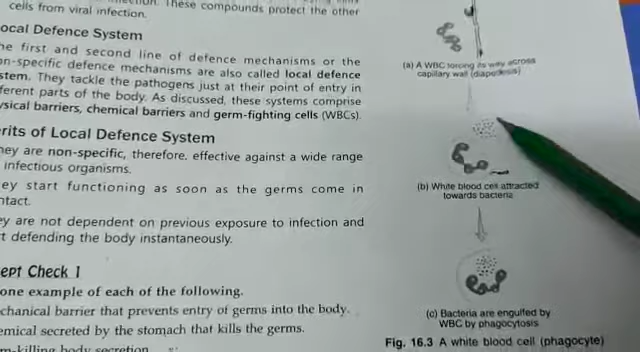 These compounds protect the other
cells from viral infection.
ocal Defence System
he first and second line of defence mechanisms or the
on-specific defence mechanisms are also called local defence
stem. They tackle the pathogens just at their point of entry in
ferent parts of the body. As discussed, these systems comprise
ysical barriers, chemical barriers and germ-fighting cells (WBCs).
erits of Local Defence System
hey are non-specific, therefore, effective against a wide range
infectious organisms.
ey start functioning as soon as the germs come in
ntact.
ey are not dependent on previous exposure to infection and
t defending the body instantaneously.
ept Check 1
one example of each of the following.
chanical barrier that prevents entry of germs into the body.
emical secreted by the stomach that kills the germs.
m-killing body secretion.
(a) A WBC forcing its way across
capillary wall (diapedesis)
(b) White blood cell attracted
towards bacteria
(c) Bacteria are engulfed by
WBC by phagocytosis
Fig. 16.3 A white blood cell (phagocyte)